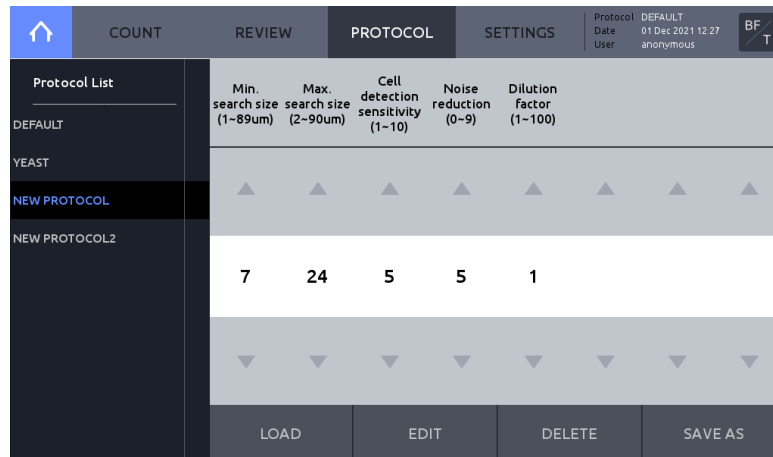 COUNT REVIEW PROTOCOL SETTINGS
Protocol DEFAULT
Date 01 Dec 2021 12:27
User anonymous
BF/T
Protocol List
DEFAULT
YEAST
NEW PROTOCOL
NEW PROTOCOL2
Min. search size (1~89um)
Max. search size (2~90um)
Cell detection sensitivity (1~10)
Noise reduction (0~9)
Dilution factor (1~100)
7 24 5 5 1
LOAD EDIT DELETE SAVE AS